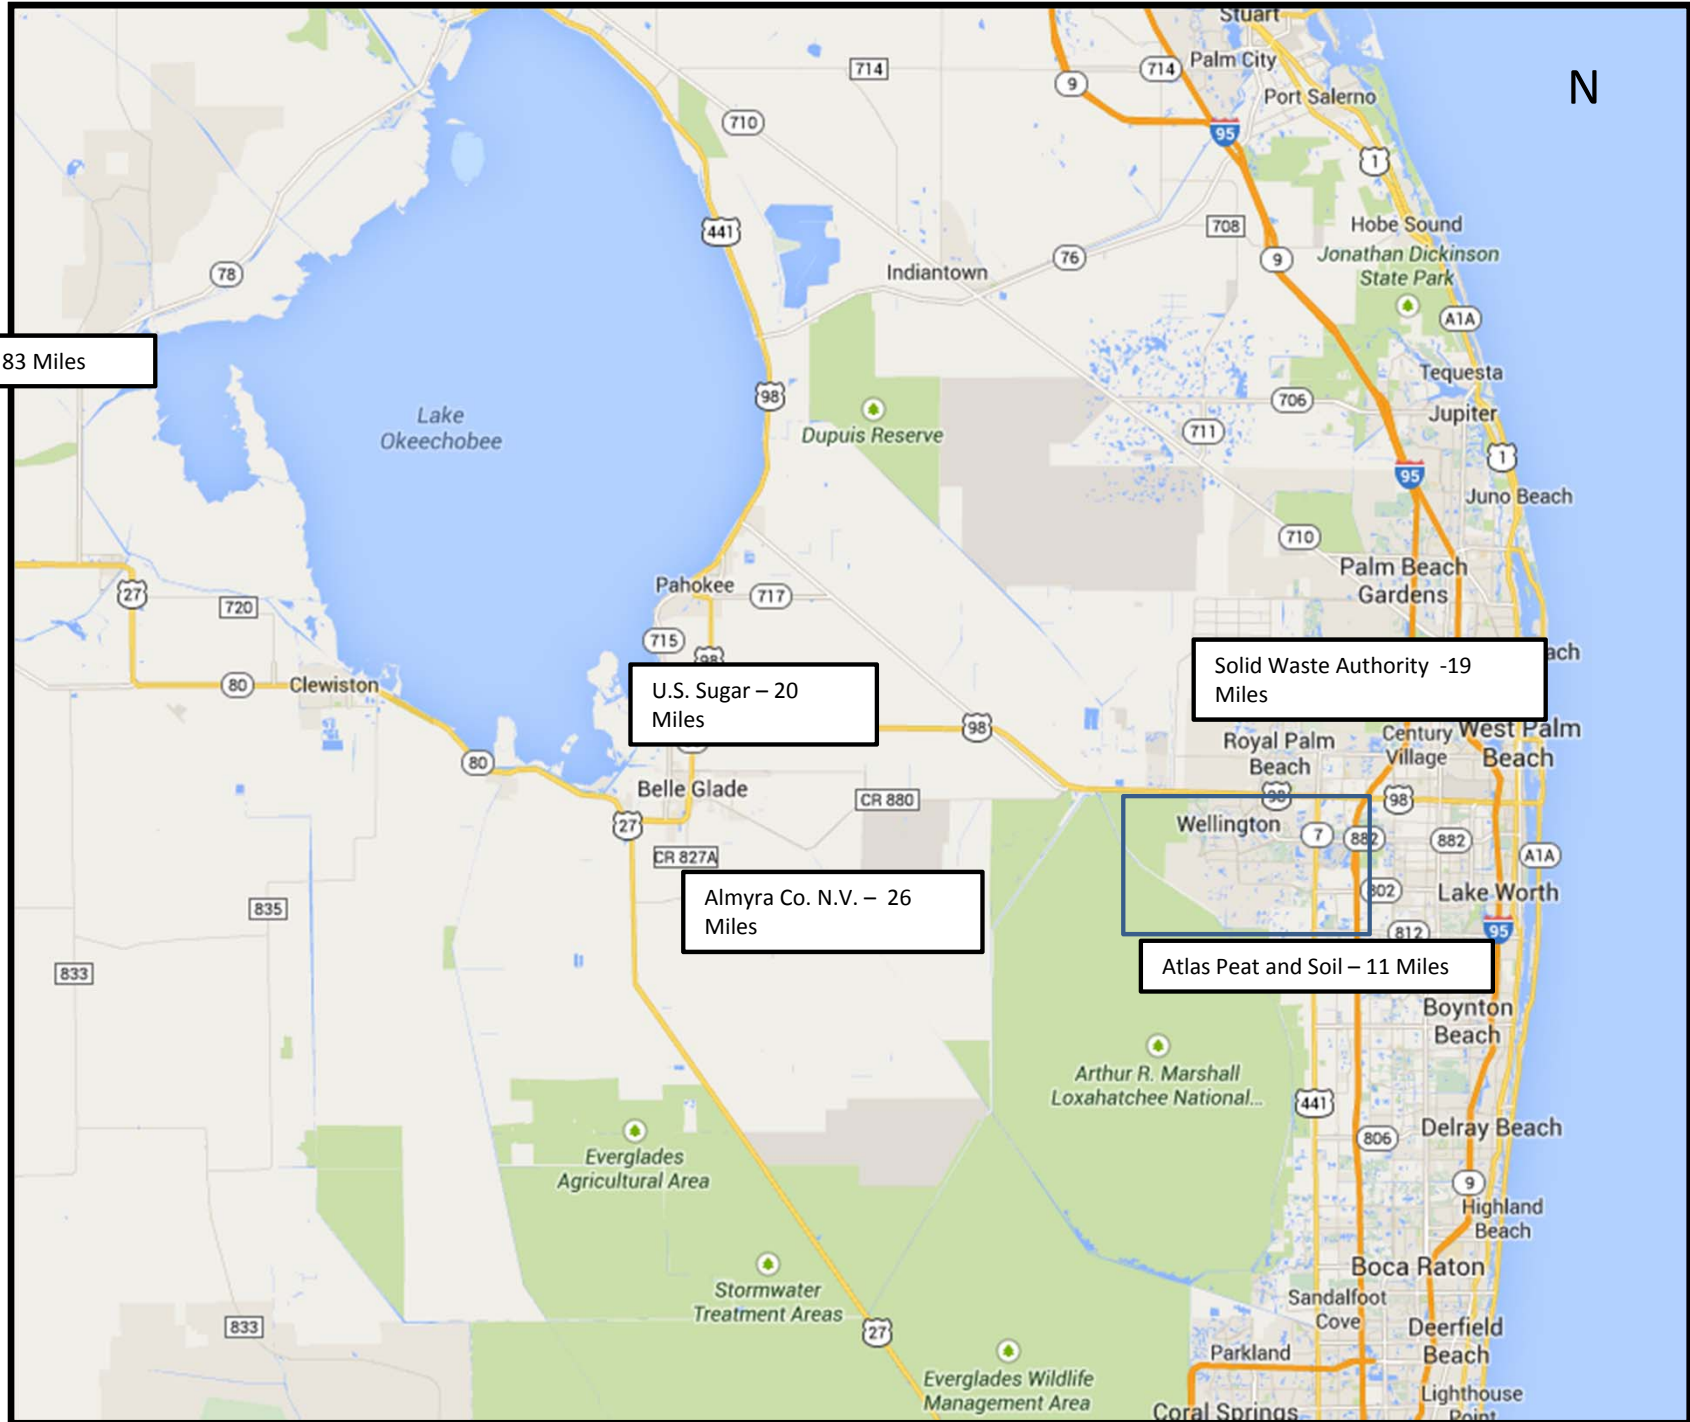 Stuart
Palm City
714
714
9
Port Salerno
N
710
95
1
441
708
Hobe Sound
78
76
9
Jonathan Dickinson
State Park
Indiantown
A1A
83 Miles
Tequesta
98
706
Lake
Okeechobee
Dupuis Reserve
711
Jupiter
1
95
Juno Beach
710
Palm Beach
Gardens
Pahokee
717
27
720
715
98
Solid Waste Authority -19
Miles
ach
80
Clewiston
U.S. Sugar – 20
Miles
98
Royal Palm
Beach
Century
Village
West Palm
Beach
80
Belle Glade
CR 880
98
98
27
Wellington
7
882
882
CR 827A
A1A
Almyra Co. N.V. – 26
Miles
802
Lake Worth
835
812
95
833
Atlas Peat and Soil – 11 Miles
Boynton
Beach
Arthur R. Marshall
Loxahatchee National...
441
806
Delray Beach
Everglades
Agricultural Area
9
Highland
Beach
Stormwater
Treatment Areas
Boca Raton
Sandalfoot
Cove
833
27
Deerfield
Beach
Parkland
Everglades Wildlife
Management Area
Lighthouse
Point
Coral Springs